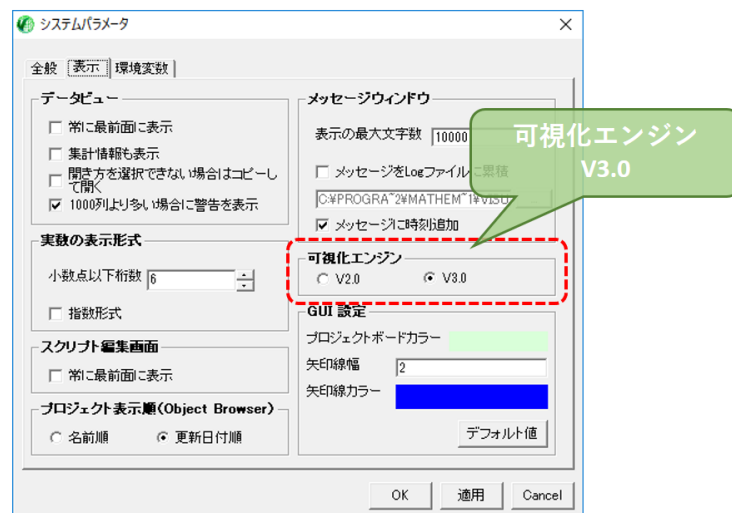 システムパラメータ
全般 表示 環境変数
データビュー
常に最前面に表示
集計情報も表示
開き方を選択できない場合はコピーし
て開く
1000列より多い場合に警告を表示
実数の表示形式
小数点以下桁数 6
指数形式
スクリプト編集画面
常に最前面に表示
プロジェクト表示順(Object Browser)
名前順 更新日付順
メッセージウィンドウ
表示の最大文字数 10000
メッセージをLogファイルに累積
C:¥PROGRA~2¥MATHEM~1¥VISU
メッセージに時刻追加
可視化エンジン
V2.0 V3.0
GUI 設定
プロジェクトボードカラー
矢印線幅 2
矢印線カラー
デフォルト値
OK 適用 Cancel
可視化エンジン
V3.0